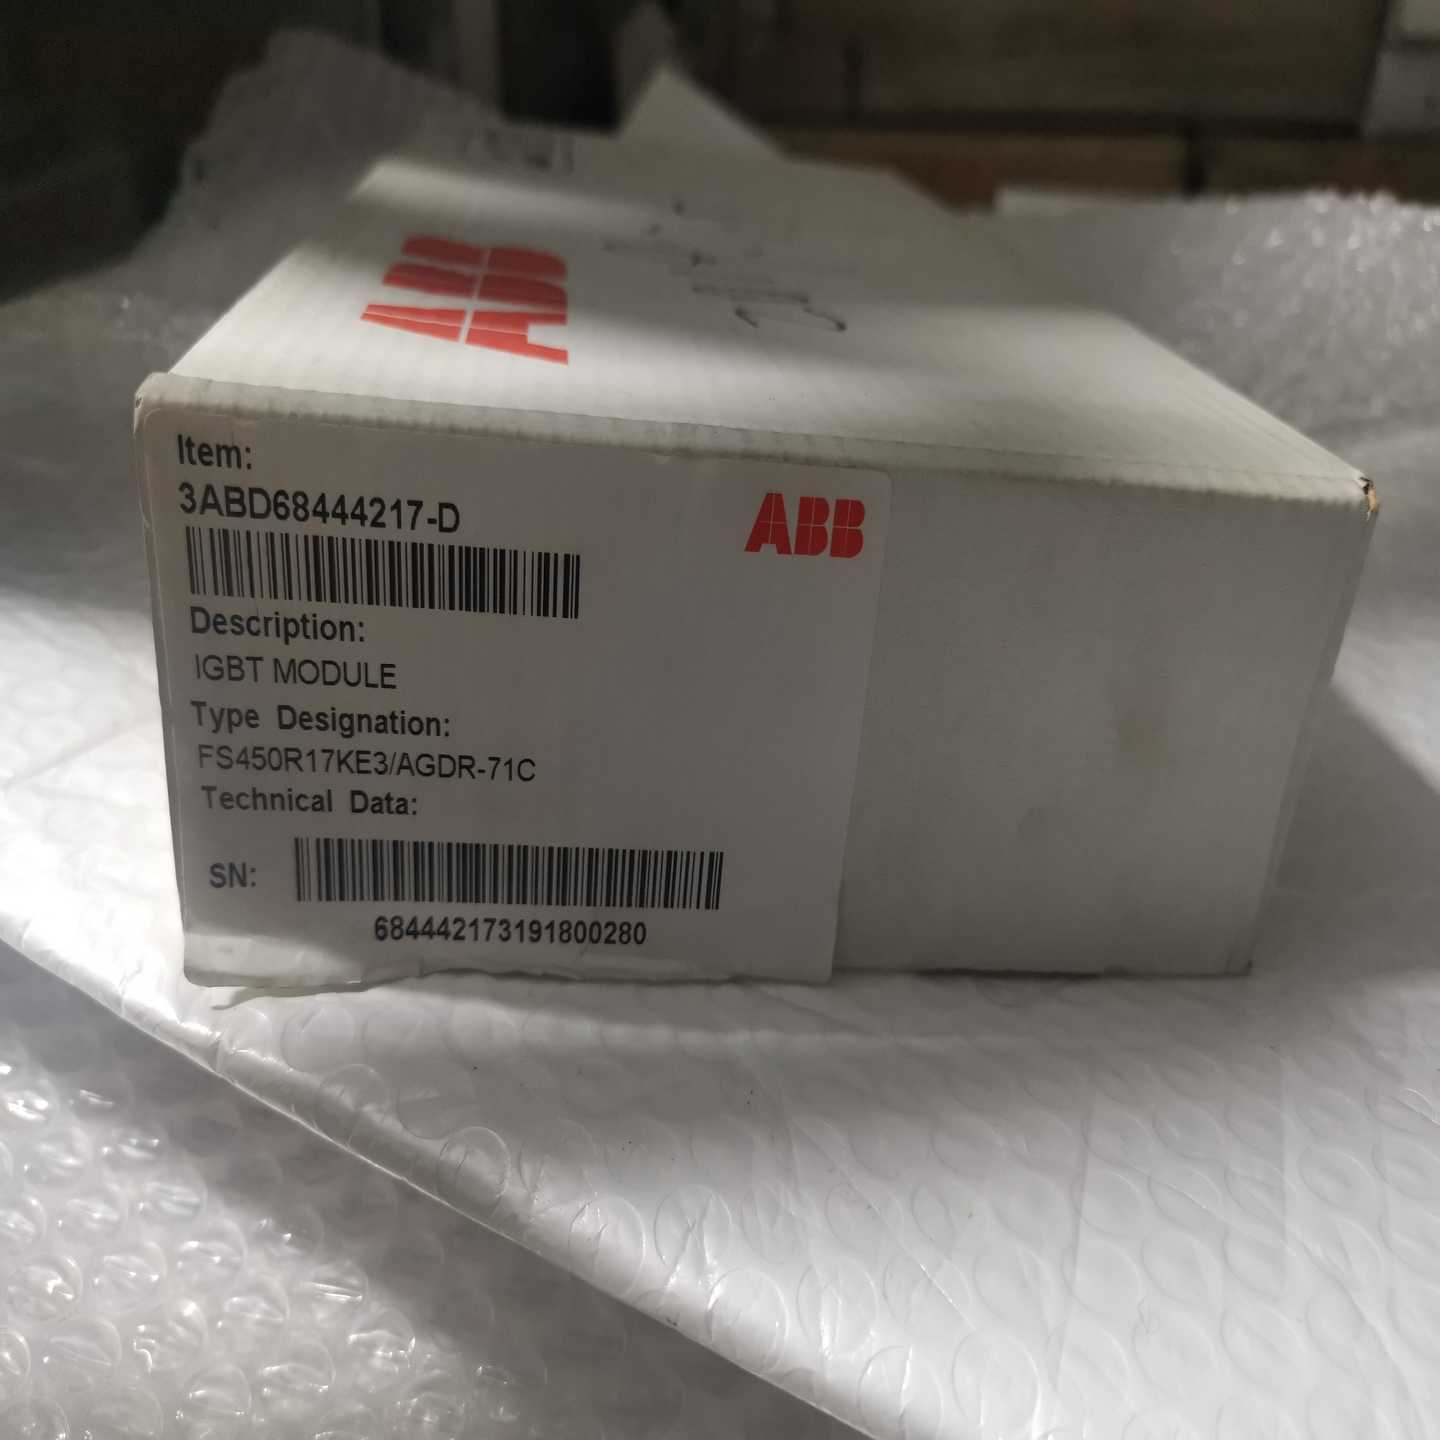 ABB
Item:
3ABD68444217-D
ABB
Description:
IGBT MODULE
Type Designation:
FS450R17KE3/AGDR-71C
Technical Data:
SN:
684442173191800280